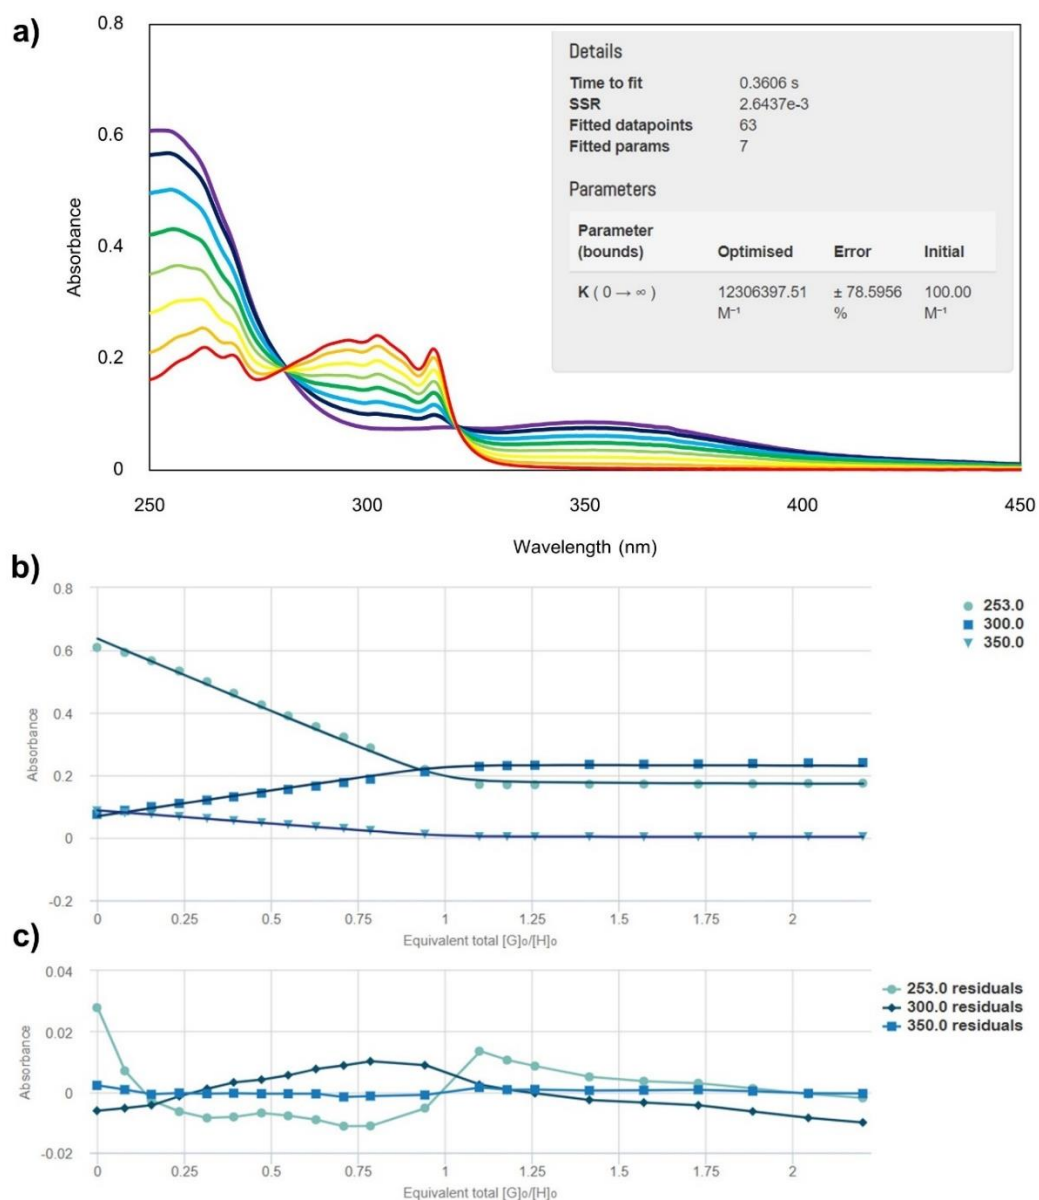 a)
0.8
0.6
0.4
0.2
0
Absorbance
Details
Time to fit 0.3606 s
SSR 2.6437e-3
Fitted datapoints 63
Fitted params 7
Parameters
Parameter
(bounds) Optimised Error Initial
K ( 0 → ∞ ) 12306397.51 ± 78.5956 100.00
M⁻¹ % M⁻¹
250 300 350 400 450
Wavelength (nm)
b)
0.8
0.6
0.4
0.2
0
-0.2
Absorbance
253.0
300.0
350.0
0 0.25 0.5 0.75 1 1.25 1.5 1.75 2
Equivalent total [G]₀/[H]₀
c)
0.04
0.02
0
-0.02
Absorbance
253.0 residuals
300.0 residuals
350.0 residuals
0 0.25 0.5 0.75 1 1.25 1.5 1.75 2
Equivalent total [G]₀/[H]₀